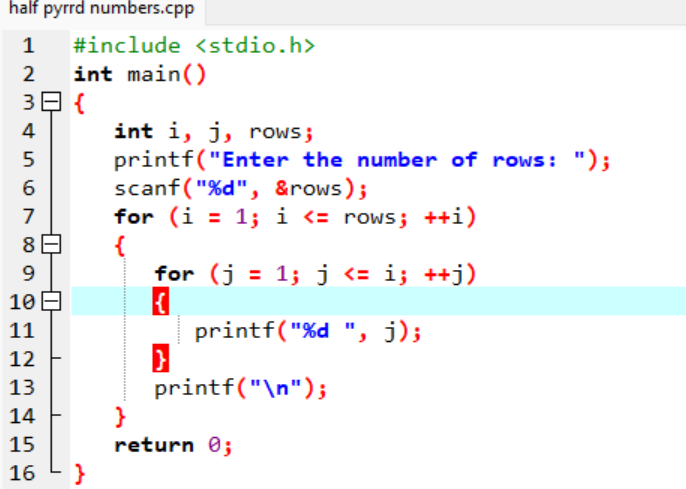 half pyrrd numbers.cpp
1 #include <stdio.h>
2 int main()
3 {
4 int i, j, rows;
5 printf("Enter the number of rows: ");
6 scanf("%d", &rows);
7 for (i = 1; i <= rows; ++i)
8 {
9 for (j = 1; j <= i; ++j)
10 {
11 printf("%d ", j);
12 }
13 printf("\n");
14 }
15 return 0;
16 }